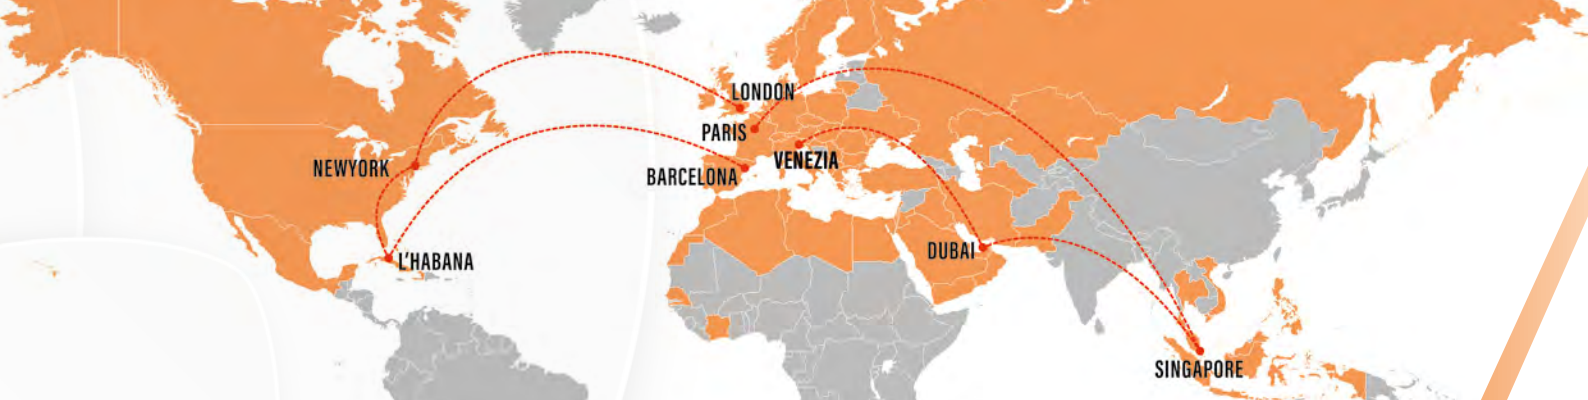 LONDON
PARIS
VENEZIA
NEWYORK
BARCELONA
DUBAI
L'HABANA
SINGAPORE